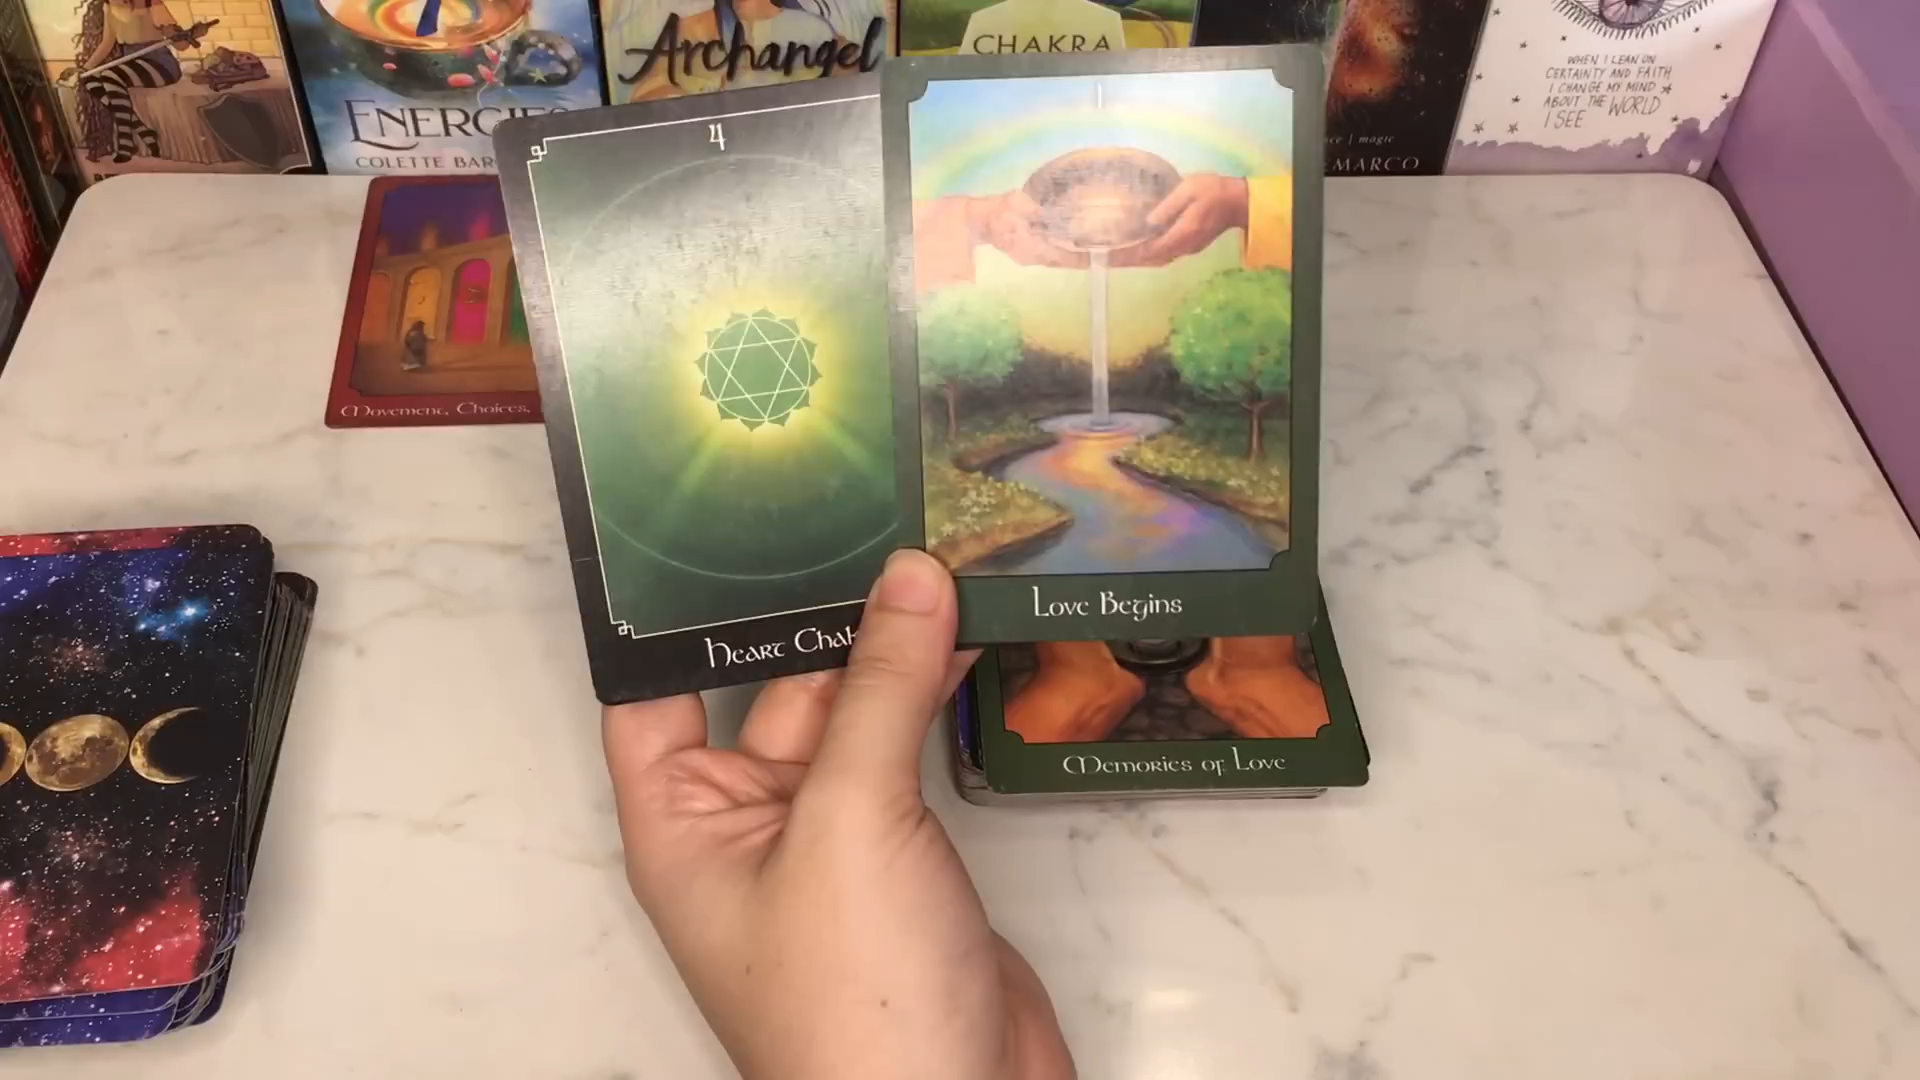 ENERGIES
COLETTE BAR
Archangel
CHAKRA
magic
MARCO
WHEN I LEAN ON
CERTAINTY AND FAITH
I CHANGE MY MIND
ABOUT THE WORLD
I SEE
4
Heart Chak
I
Love Begins
Movement, Choices,
Memories of Love